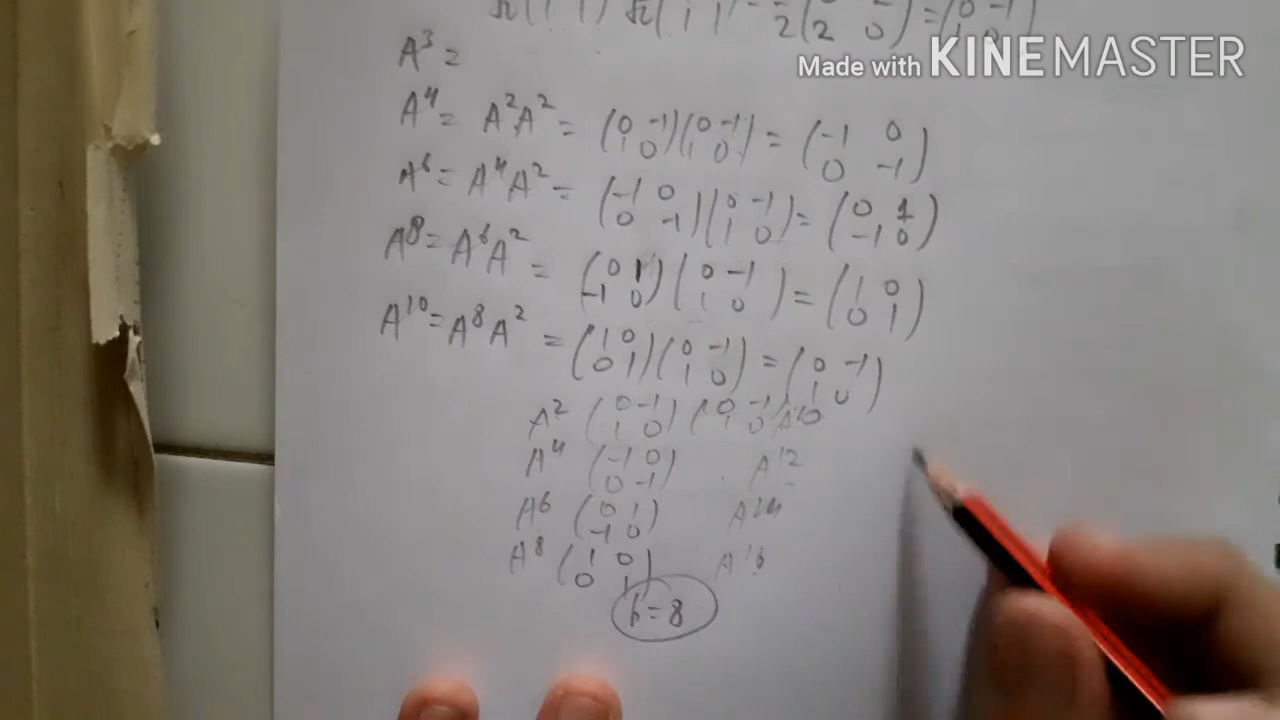 A³ =
Made with KINEMASTER
A⁴ = A²A² = (0 -1 1 0)(0 -1 1 0) = (-1 0 0 -1)
A⁶ = A⁴A² = (-1 0 0 -1)(0 -1 1 0) = (0 1 -1 0)
A⁸ = A⁶A² = (0 1 -1 0)(0 -1 1 0) = (1 0 0 1)
A¹⁰ = A⁸A² = (1 0 0 1)(0 -1 1 0) = (0 -1 1 0)
A² (0 -1 1 0) (0 -1 1 0) A¹⁰
A⁴ (-1 0 0 -1) A¹²
A⁶ (0 1 -1 0) A¹⁴
A⁸ (1 0 0 1) A¹⁶
h = 8